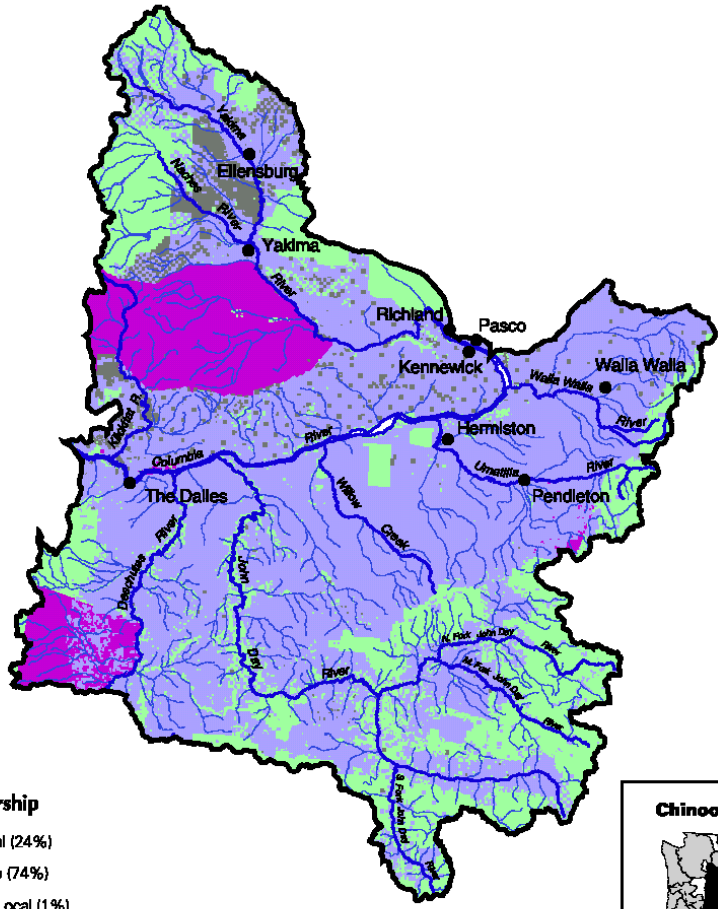 Yakima
Ellensburg
Naches
River
Yakima
River
Richland
Pasco
Kennewick
Walla Walla
Walla Walla
River
Klickitat R.
Hermiston
River
Columbia
Umatilla
River
The Dalles
Pendleton
Willow
Creek
River
Deschutes
John
Day
River
N. Fork John Day
River
M. Fork John Day
River
S. Fork John Day
River
rship
l (24%)
(74%)
ocal (1%)
Chinoo